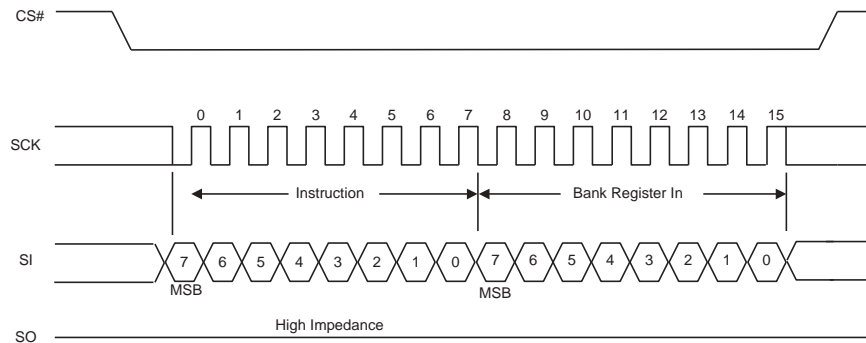 CS#
0 1 2 3 4 5 6 7 8 9 10 11 12 13 14 15
SCK
Instruction
Bank Register In
SI
7 6 5 4 3 2 1 0 7 6 5 4 3 2 1 0
MSB
MSB
High Impedance
SO